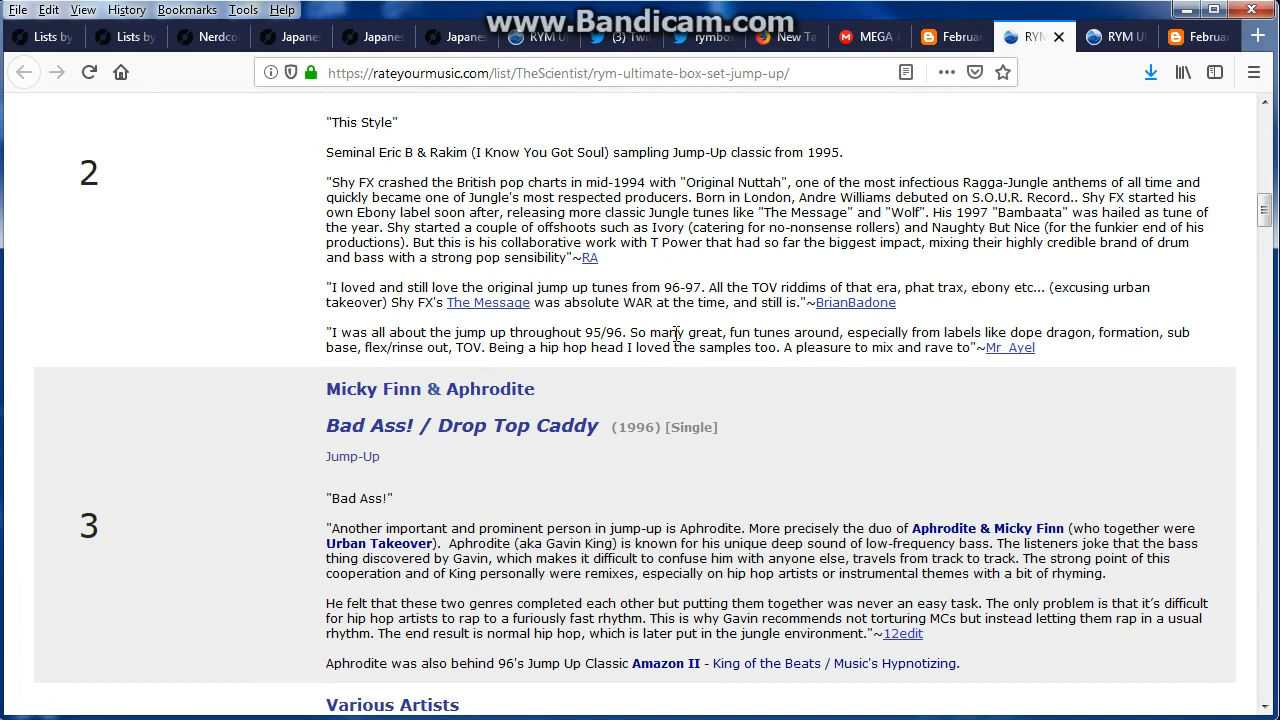 File Edit View History Bookmarks Tools Help
www.Bandicam.com
Lists by
Lists by
Nerdco
Japane
Japane
Japane
RYM U
(3) Twit
rymbo
New Ta
MEGA
Februa
RYM
RYM U
Februa
https://rateyourmusic.com/list/TheScientist/rym-ultimate-box-set-jump-up/
2
"This Style"
Seminal Eric B & Rakim (I Know You Got Soul) sampling Jump-Up classic from 1995.
"Shy FX crashed the British pop charts in mid-1994 with "Original Nuttah", one of the most infectious Ragga-Jungle anthems of all time and
quickly became one of Jungle's most respected producers. Born in London, Andre Williams debuted on S.O.U.R. Record.. Shy FX started his
own Ebony label soon after, releasing more classic Jungle tunes like "The Message" and "Wolf". His 1997 "Bambaata" was hailed as tune of
the year. Shy started a couple of offshoots such as Ivory (catering for no-nonsense rollers) and Naughty But Nice (for the funkier end of his
productions). But this is his collaborative work with T Power that had so far the biggest impact, mixing their highly credible brand of drum
and bass with a strong pop sensibility"~RA
"I loved and still love the original jump up tunes from 96-97. All the TOV riddims of that era, phat trax, ebony etc... (excusing urban
takeover) Shy FX's The Message was absolute WAR at the time, and still is."~BrianBadone
"I was all about the jump up throughout 95/96. So many great, fun tunes around, especially from labels like dope dragon, formation, sub
base, flex/rinse out, TOV. Being a hip hop head I loved the samples too. A pleasure to mix and rave to"~Mr_Ayel
3
Micky Finn & Aphrodite
Bad Ass! / Drop Top Caddy (1996) [Single]
Jump-Up
"Bad Ass!"
"Another important and prominent person in jump-up is Aphrodite. More precisely the duo of Aphrodite & Micky Finn (who together were
Urban Takeover). Aphrodite (aka Gavin King) is known for his unique deep sound of low-frequency bass. The listeners joke that the bass
thing discovered by Gavin, which makes it difficult to confuse him with anyone else, travels from track to track. The strong point of this
cooperation and of King personally were remixes, especially on hip hop artists or instrumental themes with a bit of rhyming.
He felt that these two genres completed each other but putting them together was never an easy task. The only problem is that it's difficult
for hip hop artists to rap to a furiously fast rhythm. This is why Gavin recommends not torturing MCs but instead letting them rap in a usual
rhythm. The end result is normal hip hop, which is later put in the jungle environment."~12edit
Aphrodite was also behind 96's Jump Up Classic Amazon II - King of the Beats / Music's Hypnotizing.
Various Artists